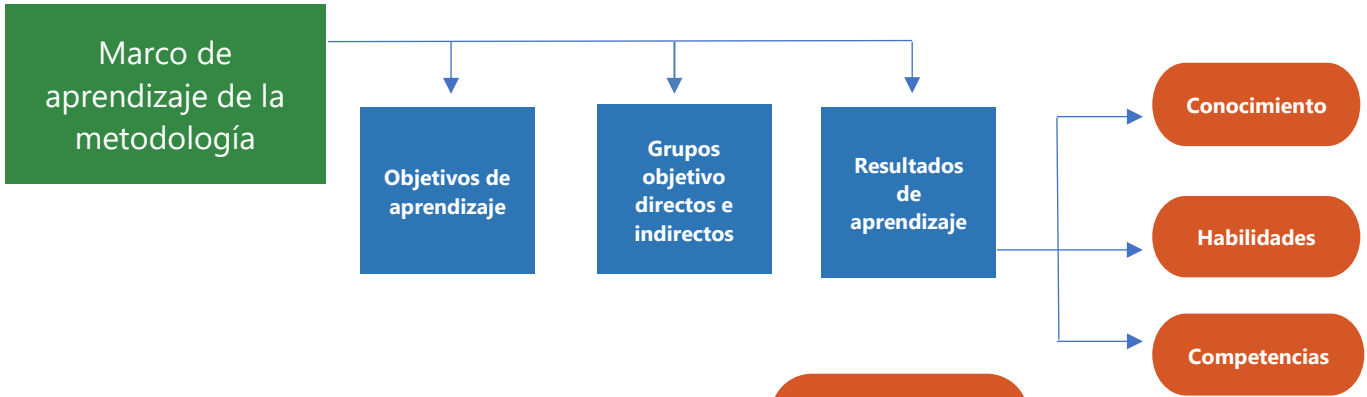 Marco de
aprendizaje de la
metodología
Objetivos de
aprendizaje
Grupos
objetivo
directos e
indirectos
Resultados
de
aprendizaje
Conocimiento
Habilidades
Competencias